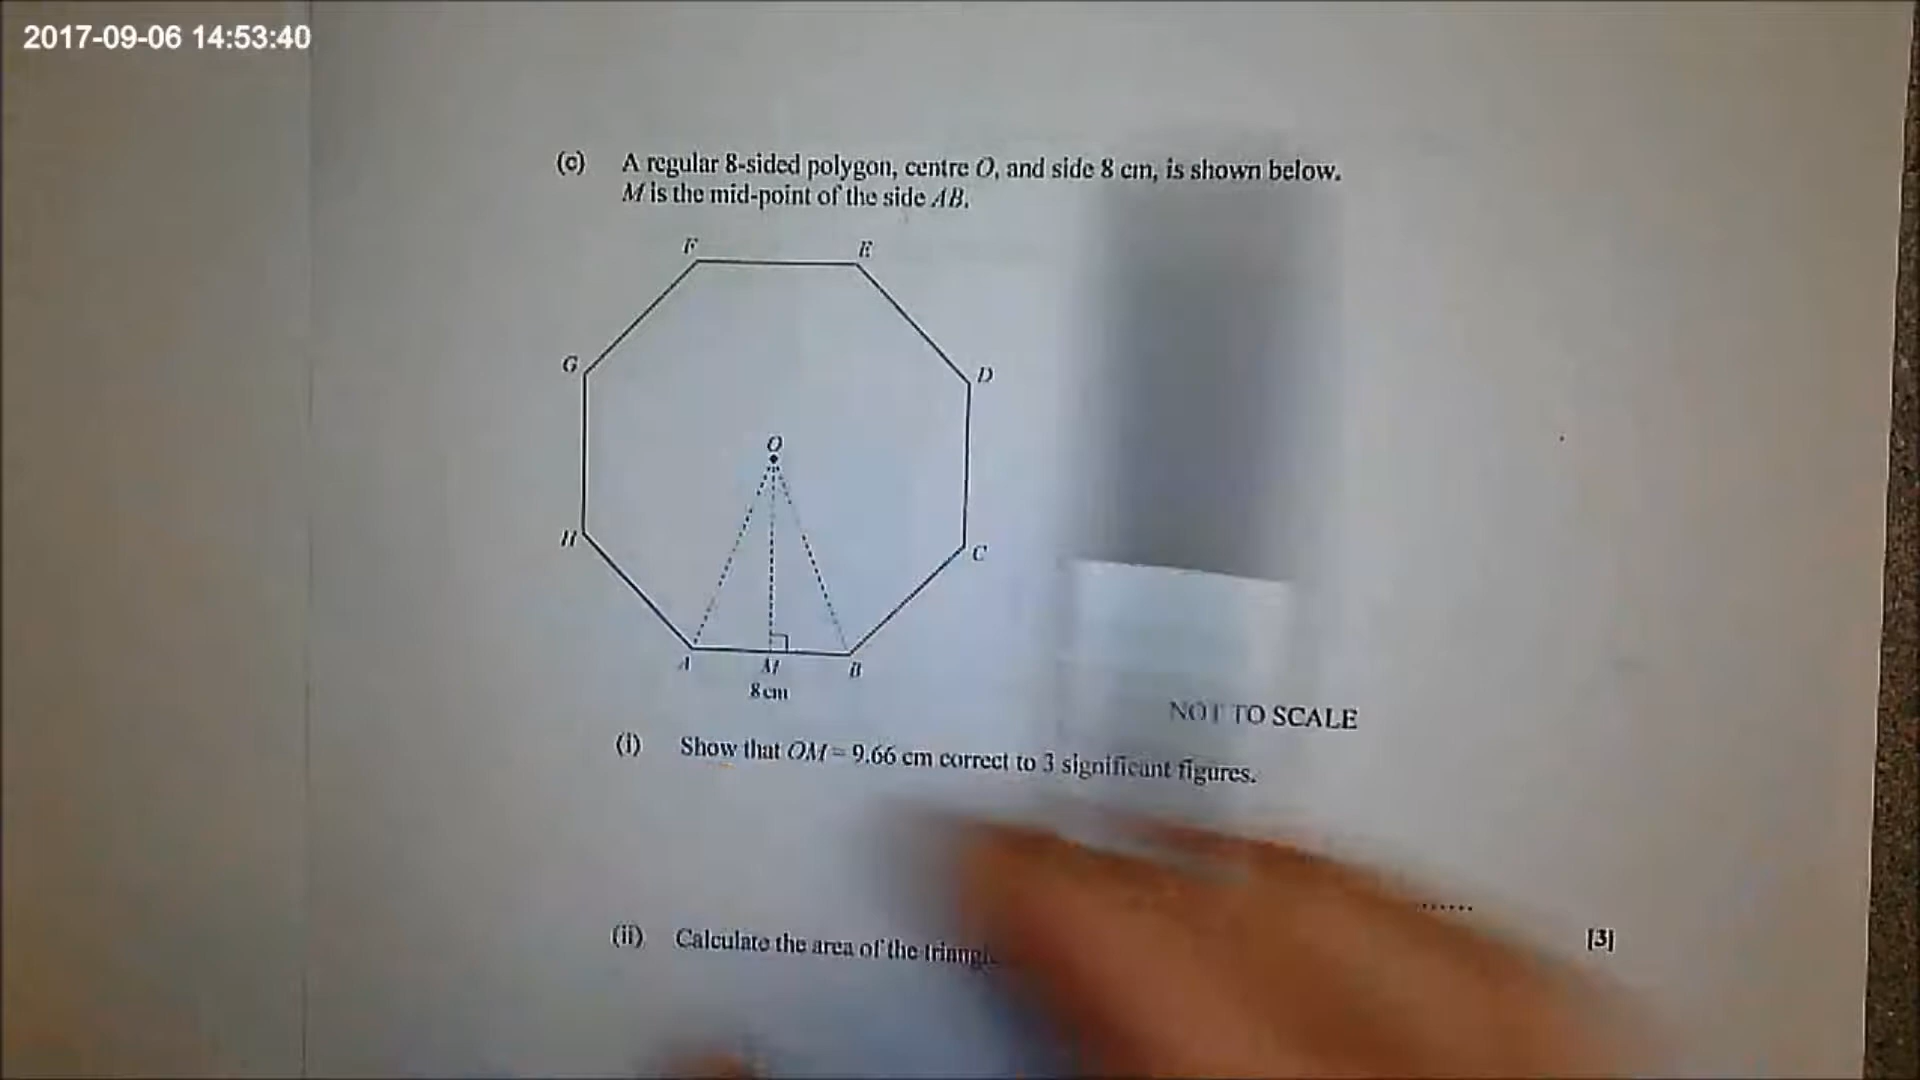 2017-09-06 14:53:40
(c) A regular 8-sided polygon, centre O, and side 8 cm, is shown below.
M is the mid-point of the side AB.
F E
G D
O
H C
A M B
8 cm
NOT TO SCALE
(i) Show that OM = 9.66 cm correct to 3 significant figures.
[3]
(ii) Calculate the area of the